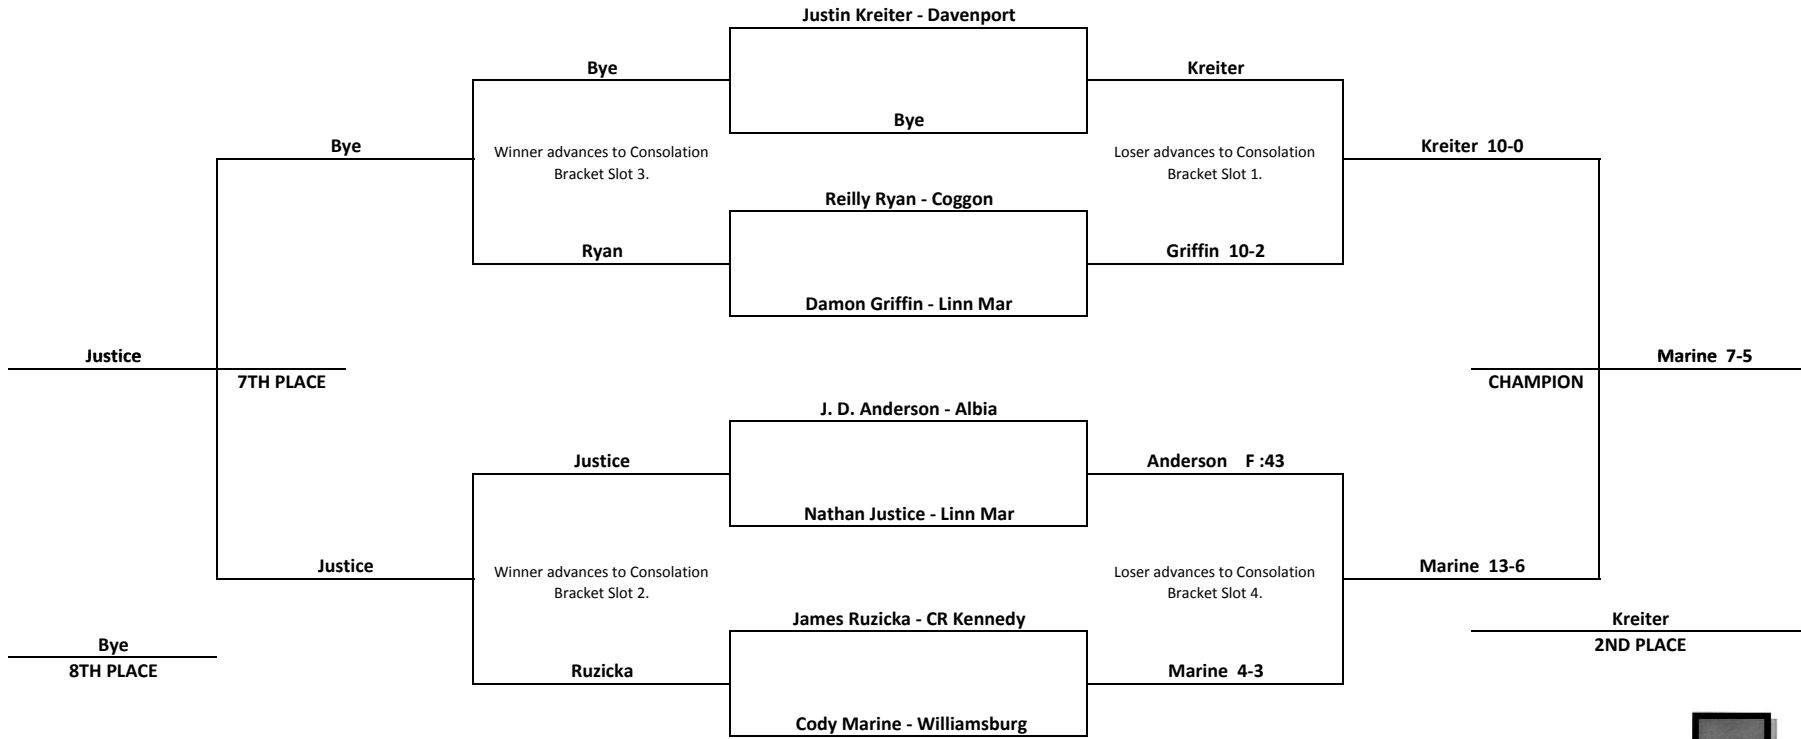 Justin Kreiter - Davenport
Bye
Kreiter
Bye
Bye
Winner advances to Consolation
Bracket Slot 3.
Loser advances to Consolation
Bracket Slot 1.
Kreiter 10-0
Reilly Ryan - Coggon
Ryan
Griffin 10-2
Damon Griffin - Linn Mar
Justice
7TH PLACE
Marine 7-5
CHAMPION
J. D. Anderson - Albia
Justice
Anderson F :43
Nathan Justice - Linn Mar
Justice
Winner advances to Consolation
Bracket Slot 2.
Loser advances to Consolation
Bracket Slot 4.
Marine 13-6
James Ruzicka - CR Kennedy
Kreiter
2ND PLACE
Bye
8TH PLACE
Ruzicka
Marine 4-3
Cody Marine - Williamsburg